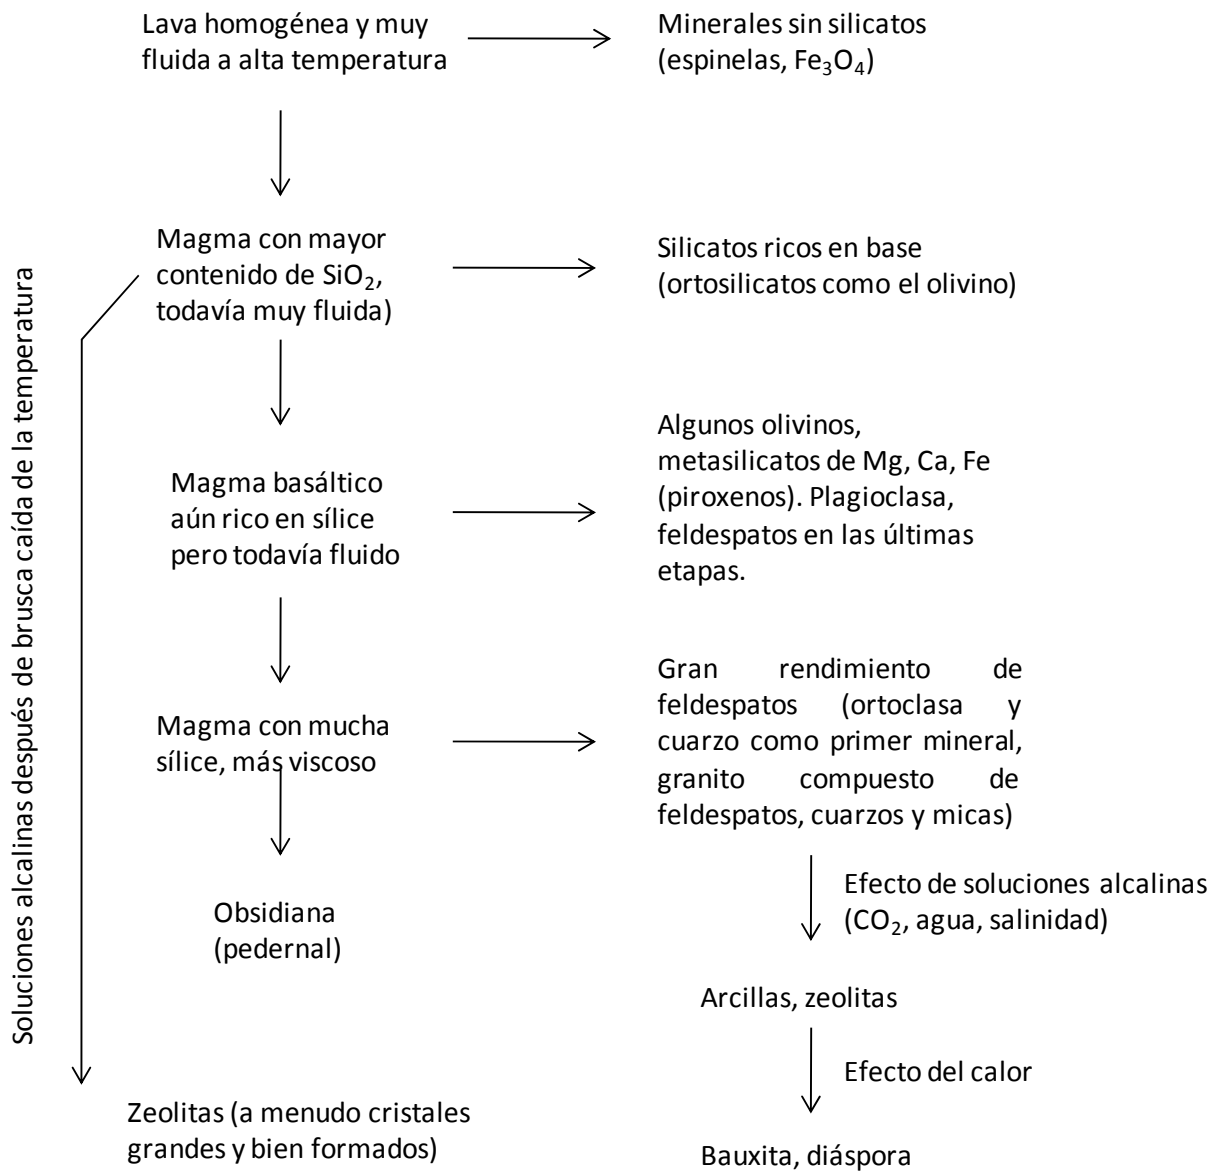 Lava homogénea y muy
fluida a alta temperatura
Minerales sin silicatos
(espinelas, Fe₃O₄)
Magma con mayor
contenido de SiO₂,
todavía muy fluida)
Silicatos ricos en base
(ortosilicatos como el olivino)
Soluciones alcalinas después de brusca caída de la temperatura
Magma basáltico
aún rico en sílice
pero todavía fluido
Algunos olivinos,
metasilicatos de Mg, Ca, Fe
(piroxenos). Plagioclasa,
feldespatos en las últimas
etapas.
Magma con mucha
sílice, más viscoso
Gran rendimiento de
feldespatos (ortoclasa y
cuarzo como primer mineral,
granito compuesto de
feldespatos, cuarzos y micas)
Obsidiana
(pedernal)
Efecto de soluciones alcalinas
(CO₂, agua, salinidad)
Arcillas, zeolitas
Efecto del calor
Zeolitas (a menudo cristales
grandes y bien formados)
Bauxita, diáspora